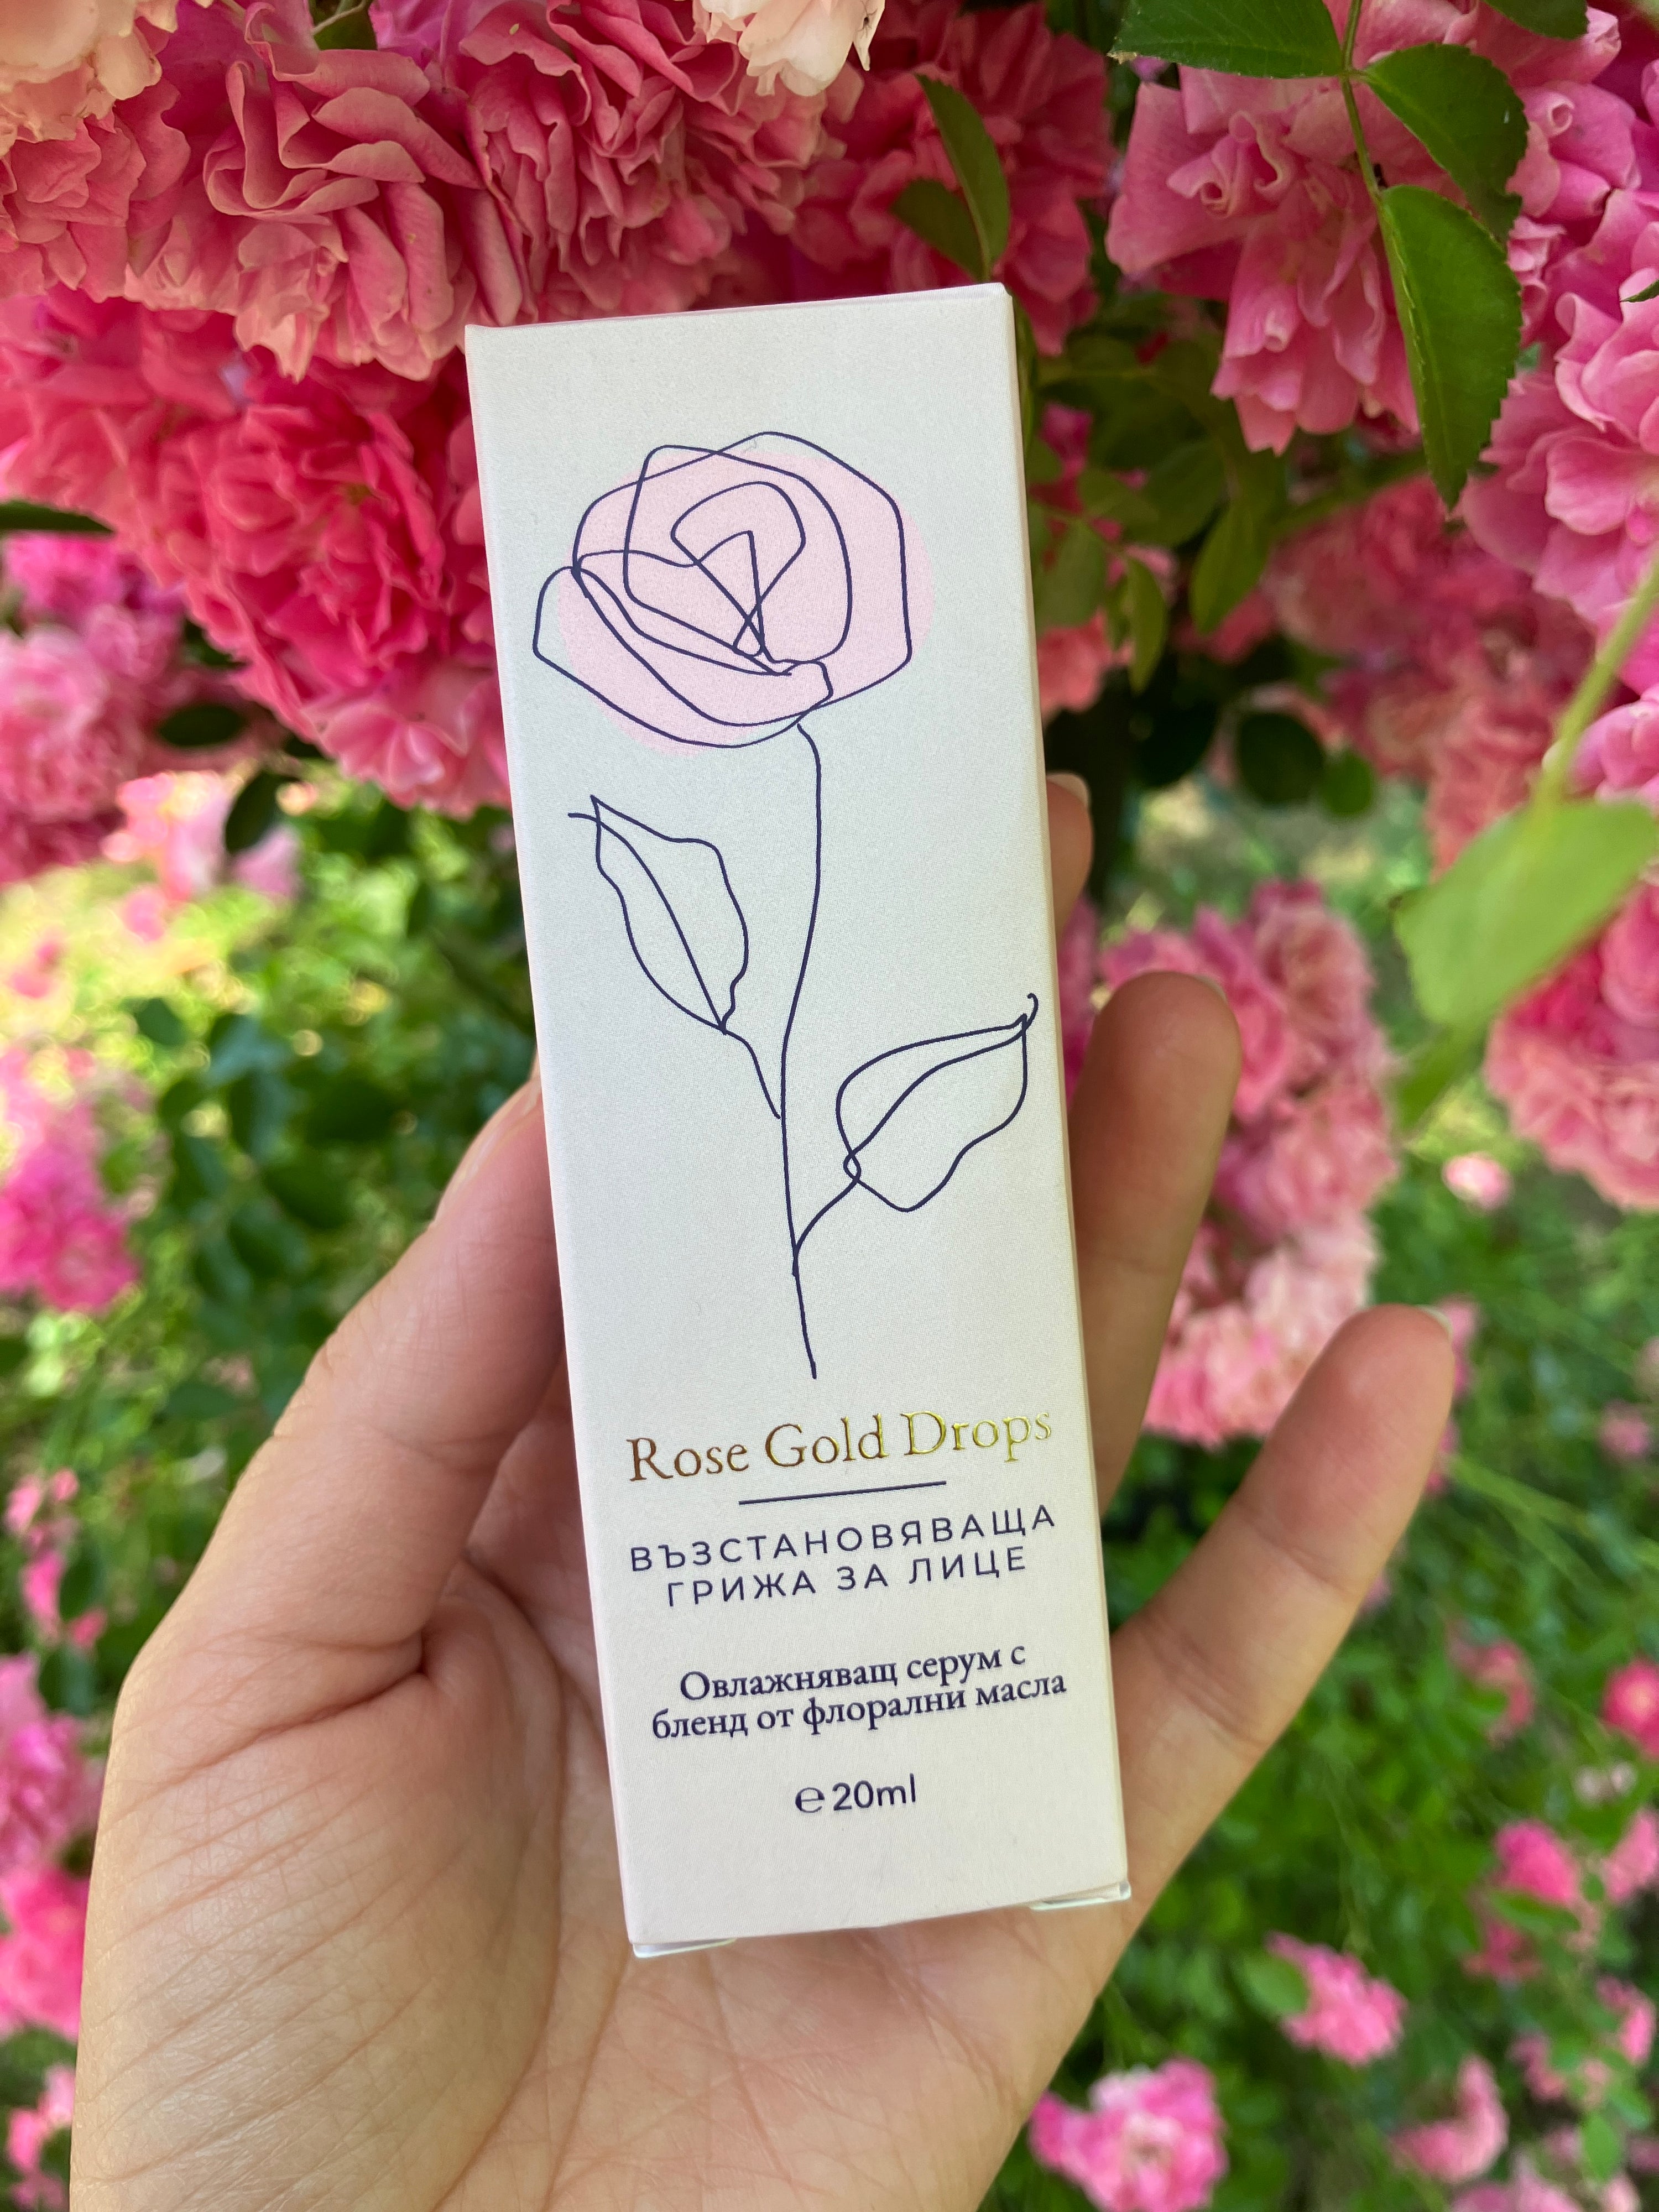 Rose Gold Drops
ВЪЗСТАНОВЯВАЩА
ГРИЖА ЗА ЛИЦЕ
Овлажняващ серум с
бленд от флорални масла
℮20ml